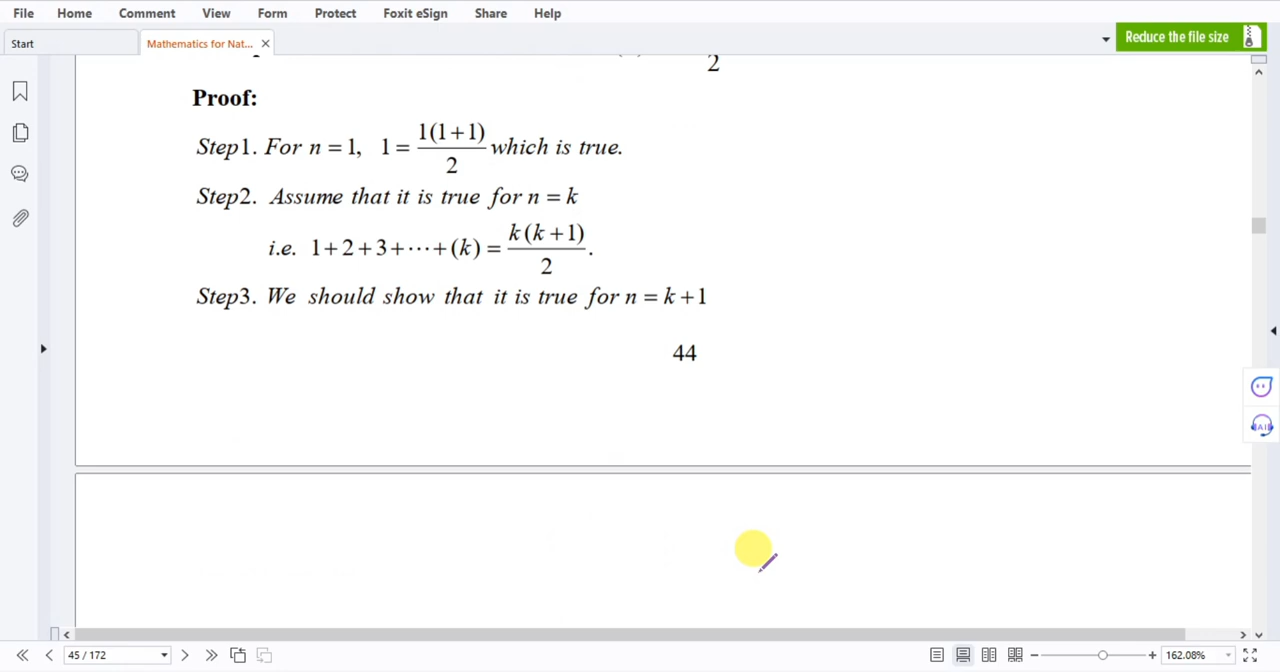 File Home Comment View Form Protect Foxit eSign Share Help
Start
Mathematics for Nat...
Reduce the file size
2
Proof:
Step1. For n = 1, 1 = 1(1+1)/2 which is true.
Step2. Assume that it is true for n = k
i.e. 1+2+3+⋯+(k) = k(k+1)/2.
Step3. We should show that it is true for n = k+1
44
AI
45 / 172
162.08%